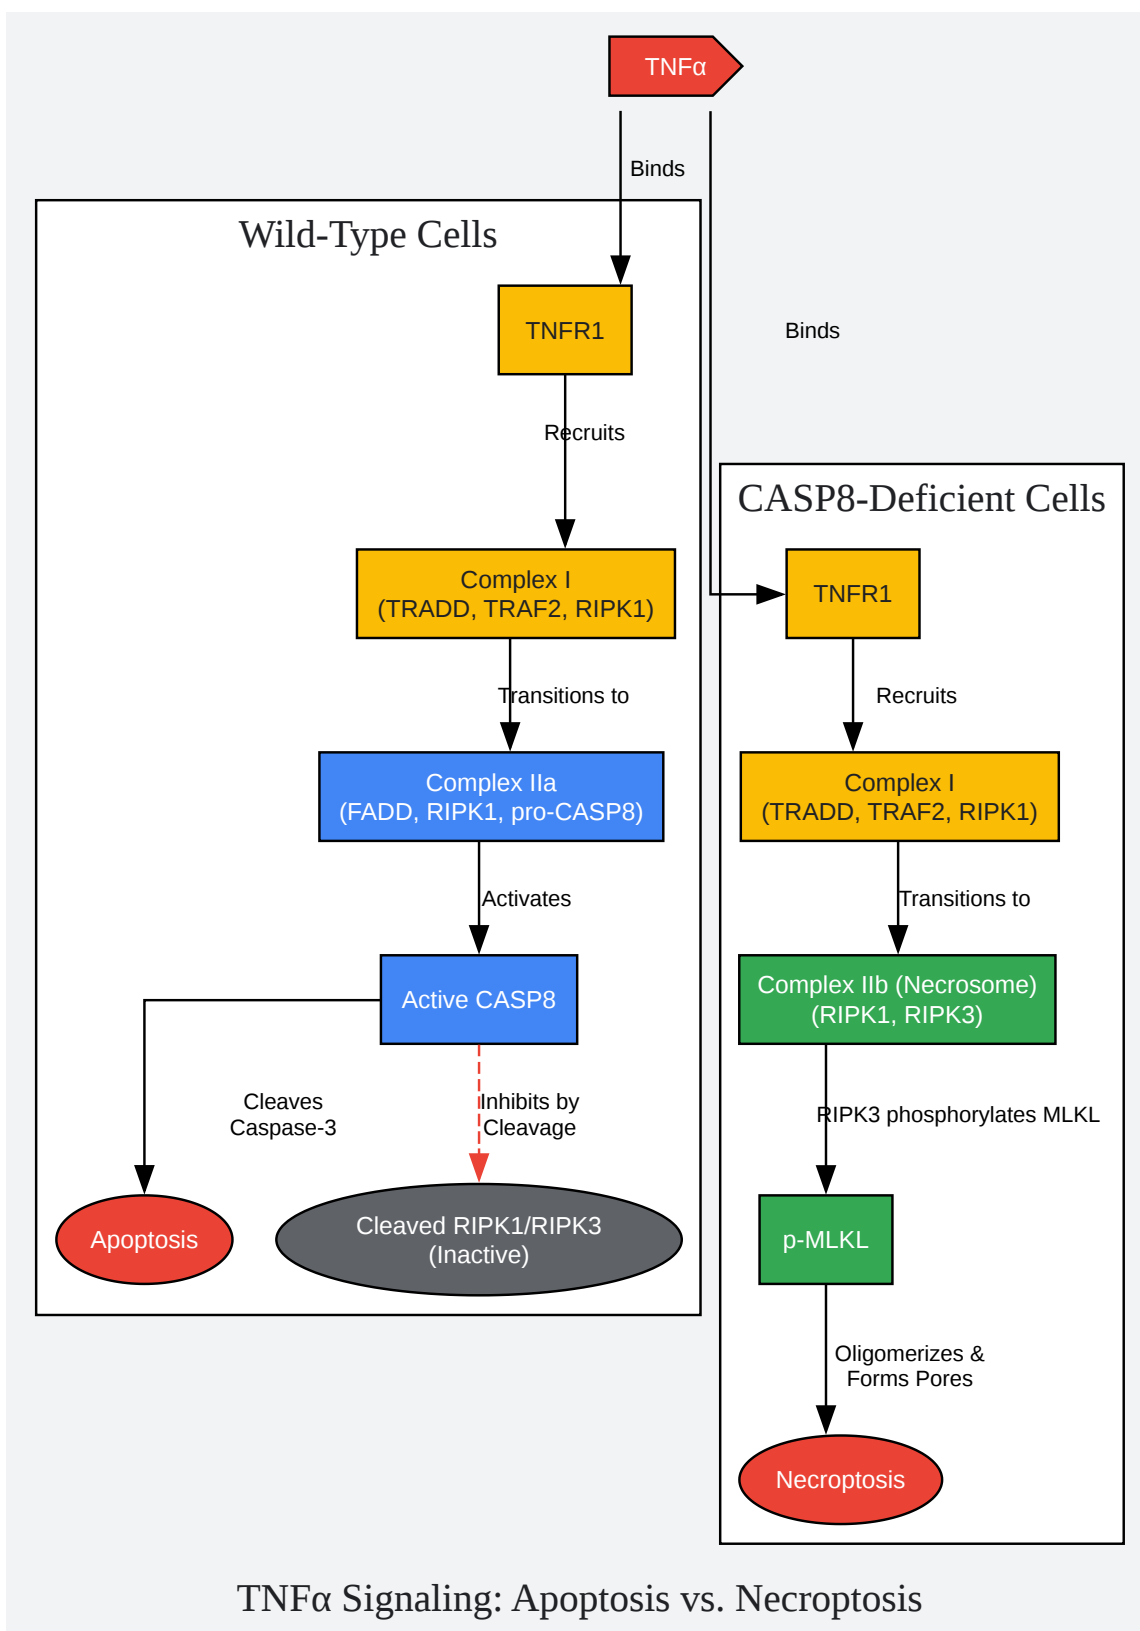 TNFα
Binds
Wild-Type Cells
TNFR1
Recruits
Complex I
(TRADD, TRAF2, RIPK1)
Transitions to
Complex IIa
(FADD, RIPK1, pro-CASP8)
Activates
Active CASP8
Cleaves
Caspase-3
Inhibits by
Cleavage
Apoptosis
Cleaved RIPK1/RIPK3
(Inactive)
Binds
CASP8-Deficient Cells
TNFR1
Recruits
Complex I
(TRADD, TRAF2, RIPK1)
Transitions to
Complex IIb (Necrosome)
(RIPK1, RIPK3)
RIPK3 phosphorylates MLKL
p-MLKL
Oligomerizes &
Forms Pores
Necroptosis
TNFα Signaling: Apoptosis vs. Necroptosis